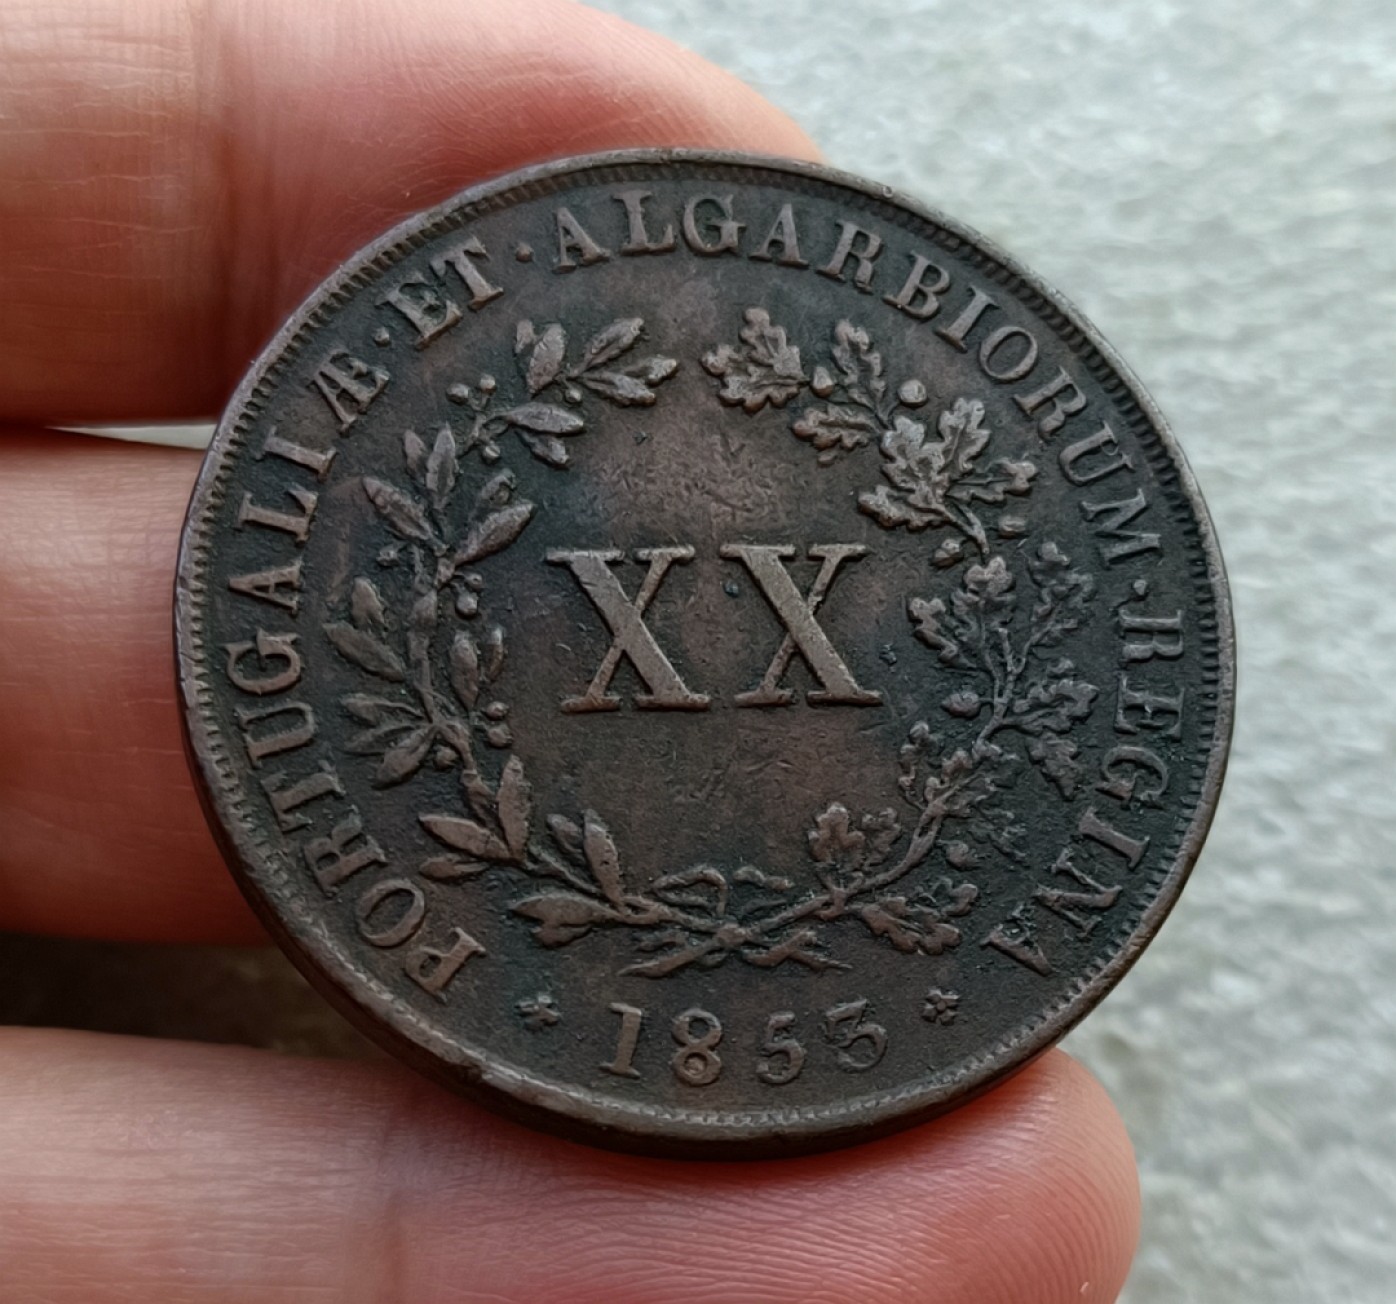 PORTUGALIÆ · ET · ALGARBIORUM · REGINA
XX
* 1853 *